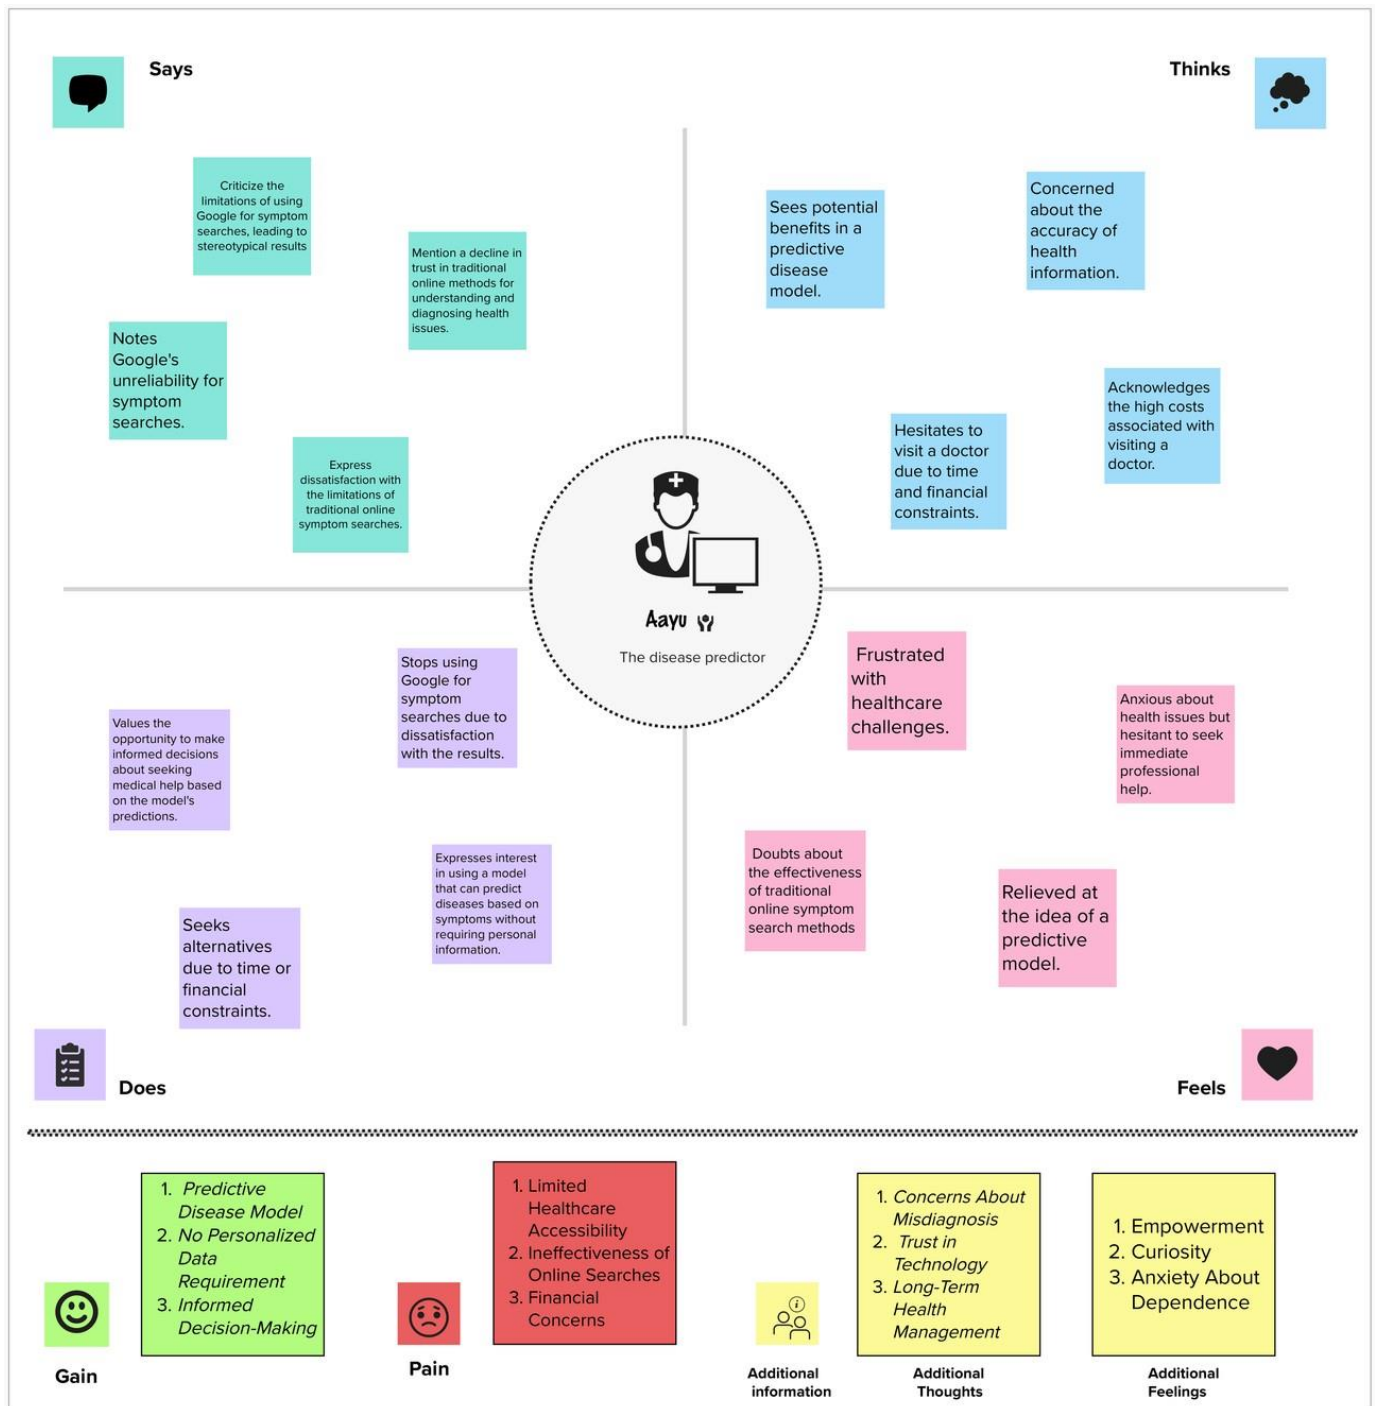 Says
Criticize the
limitations of using
Google for symptom
searches, leading to
stereotypical results
Mention a decline in
trust in traditional
online methods for
understanding and
diagnosing health
issues.
Notes
Google's
unreliability for
symptom
searches.
Express
dissatisfaction with
the limitations of
traditional online
symptom searches.
Thinks
Sees potential
benefits in a
predictive
disease
model.
Concerned
about the
accuracy of
health
information.
Hesitates to
visit a doctor
due to time
and financial
constraints.
Acknowledges
the high costs
associated with
visiting a
doctor.
Aayu
The disease predictor
Stops using
Google for
symptom
searches due to
dissatisfaction
with the results.
Values the
opportunity to make
informed decisions
about seeking
medical help based
on the model's
predictions.
Expresses interest
in using a model
that can predict
diseases based on
symptoms without
requiring personal
information.
Seeks
alternatives
due to time or
financial
constraints.
Does
Frustrated
with
healthcare
challenges.
Anxious about
health issues but
hesitant to seek
immediate
professional
help.
Doubts about
the effectiveness
of traditional
online symptom
search methods
Relieved at
the idea of a
predictive
model.
Feels
1. Predictive
Disease Model
2. No Personalized
Data
Requirement
3. Informed
Decision-Making
Gain
1. Limited
Healthcare
Accessibility
2. Ineffectiveness of
Online Searches
3. Financial
Concerns
Pain
Additional
information
1. Concerns About
Misdiagnosis
2. Trust in
Technology
3. Long-Term
Health
Management
Additional
Thoughts
1. Empowerment
2. Curiosity
3. Anxiety About
Dependence
Additional
Feelings